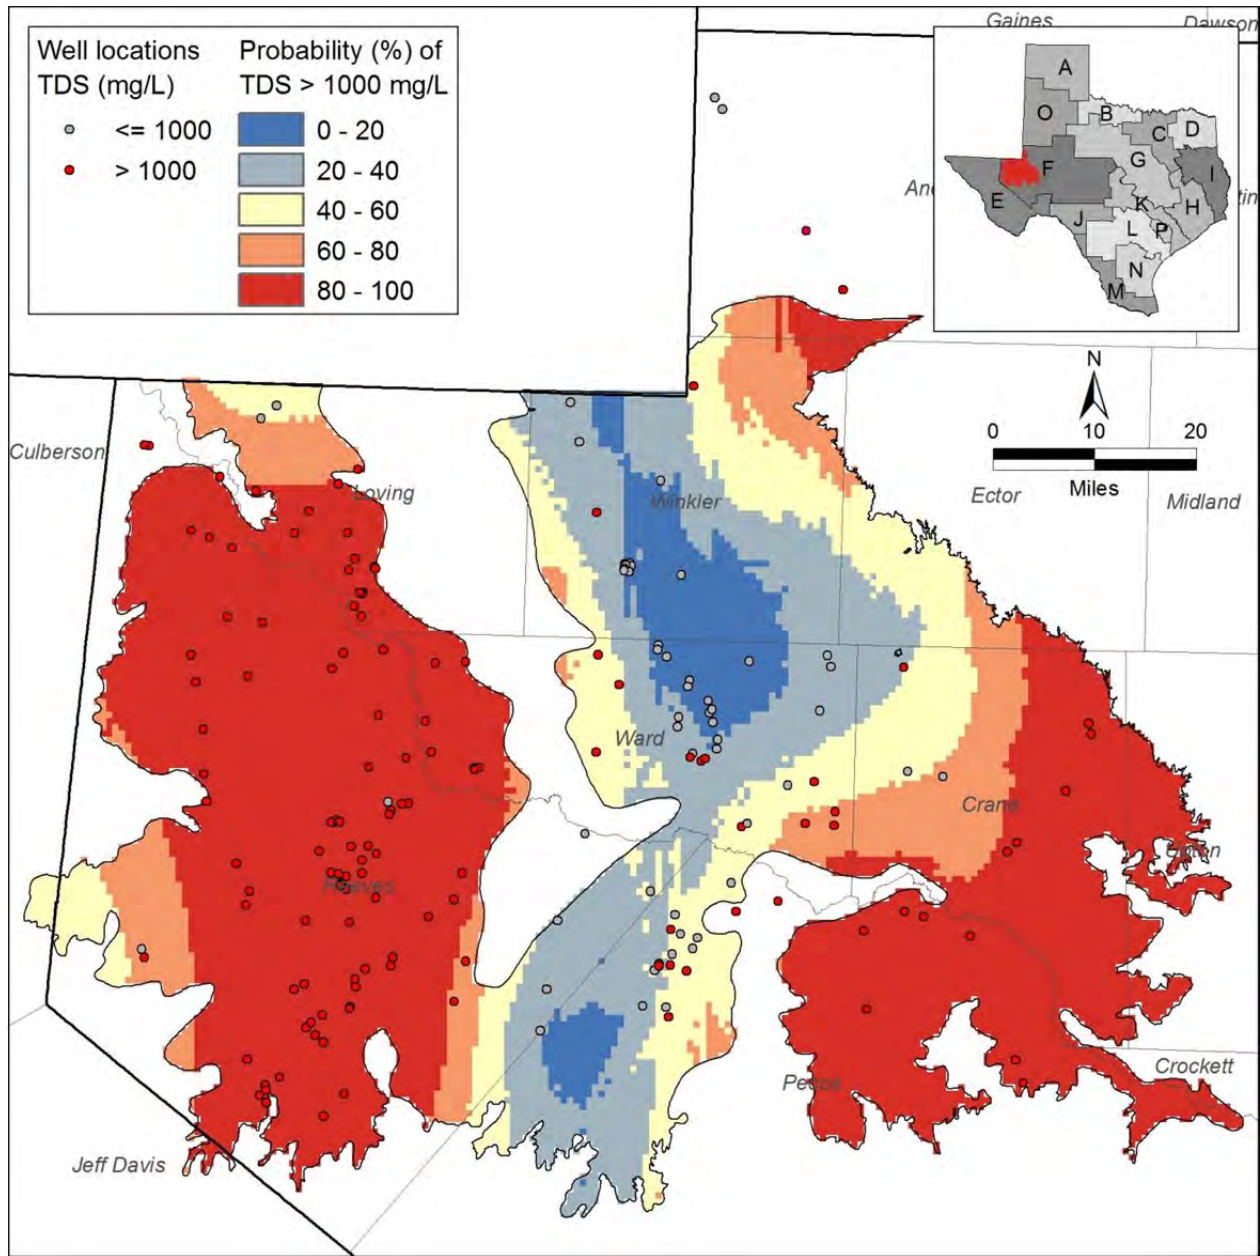 Gaines
Dawson
Well locations
TDS (mg/L)
<= 1000
> 1000
Probability (%) of
TDS > 1000 mg/L
0 - 20
20 - 40
40 - 60
60 - 80
80 - 100
A
O
B
C
D
F
G
I
E
K
H
J
L
P
N
M
N
0 10 20
Miles
Culberson
Loving
Winkler
Ector
Midland
Ward
Crane
Upton
Reeves
Pecos
Crockett
Jeff Davis